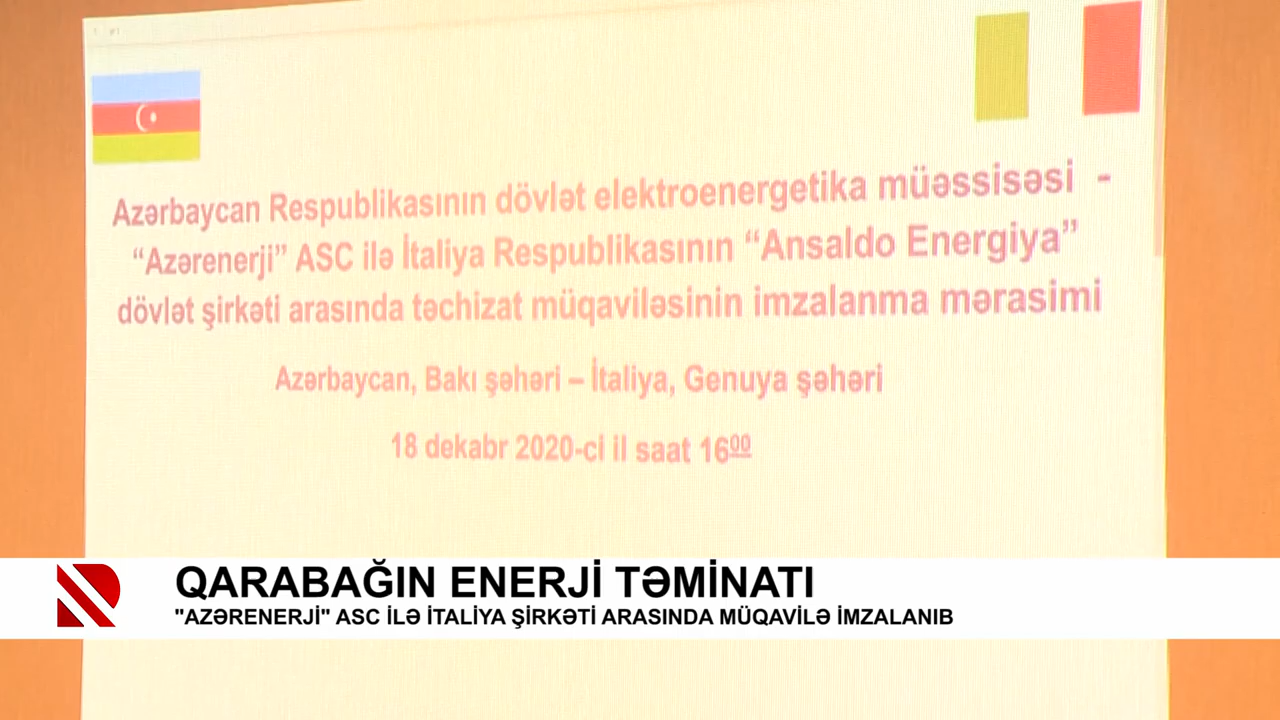 Azərbaycan Respublikasının dövlət elektroenergetika müəssisəsi -
“Azərenerji” ASC ilə İtaliya Respublikasının “Ansaldo Energiya”
dövlət şirkəti arasında təchizat müqaviləsinin imzalanma mərasimi
Azərbaycan, Bakı şəhəri – İtaliya, Genuya şəhəri
18 dekabr 2020-ci il saat 16⁰⁰
QARABAĞIN ENERJİ TƏMİNATI
"AZƏRENERJİ" ASC İLƏ İTALİYA ŞİRKƏTİ ARASINDA MÜQAVİLƏ İMZALANIB